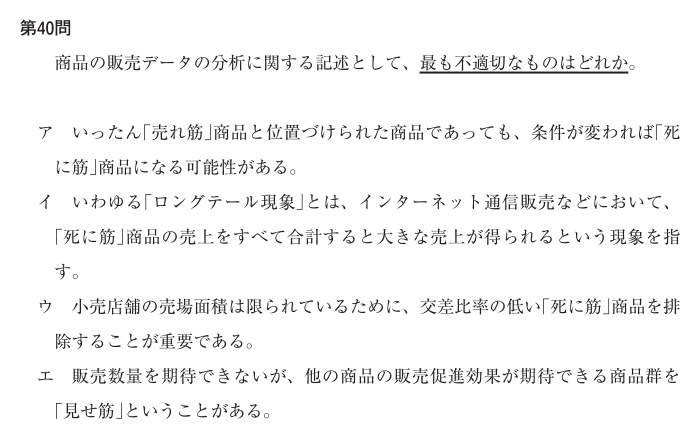 第40問
商品の販売データの分析に関する記述として、最も不適切なものはどれか。
ア　いったん「売れ筋」商品と位置づけられた商品であっても、条件が変われば「死
に筋」商品になる可能性がある。
イ　いわゆる「ロングテール現象」とは、インターネット通信販売などにおいて、
「死に筋」商品の売上をすべて合計すると大きな売上が得られるという現象を指
す。
ウ　小売店舗の売場面積は限られているために、交差比率の低い「死に筋」商品を排
除することが重要である。
エ　販売数量を期待できないが、他の商品の販売促進効果が期待できる商品群を
「見せ筋」ということがある。